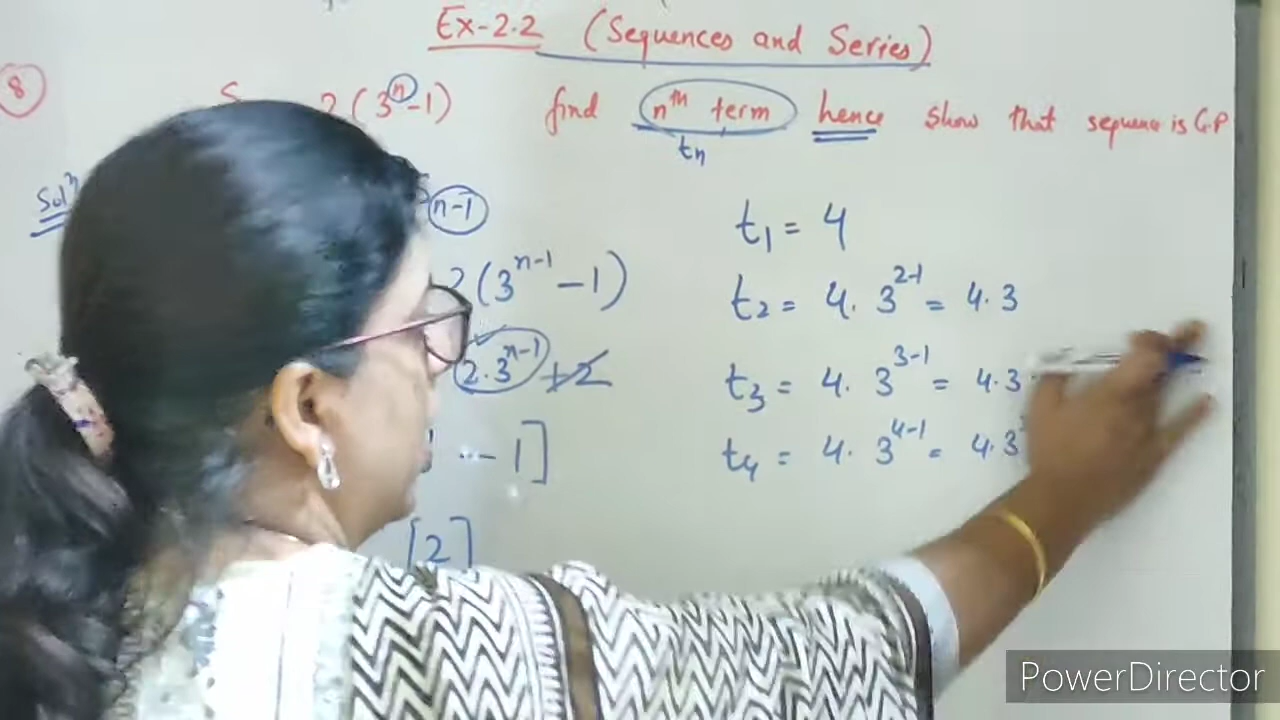 Ex-2.2 (Sequences and Series)
8 2(3ⁿ-1) find nᵗʰ term hence show that sequence is G.P
tn
Solⁿ n-1
t₁ = 4
2(3ⁿ⁻¹ - 1)
t₂ = 4. 3²⁻¹ = 4.3
2.3ⁿ⁻¹ +2
t₃ = 4. 3³⁻¹ = 4.3
- 1]
t₄ = 4. 3⁴⁻¹ = 4.3
[2]
PowerDirector